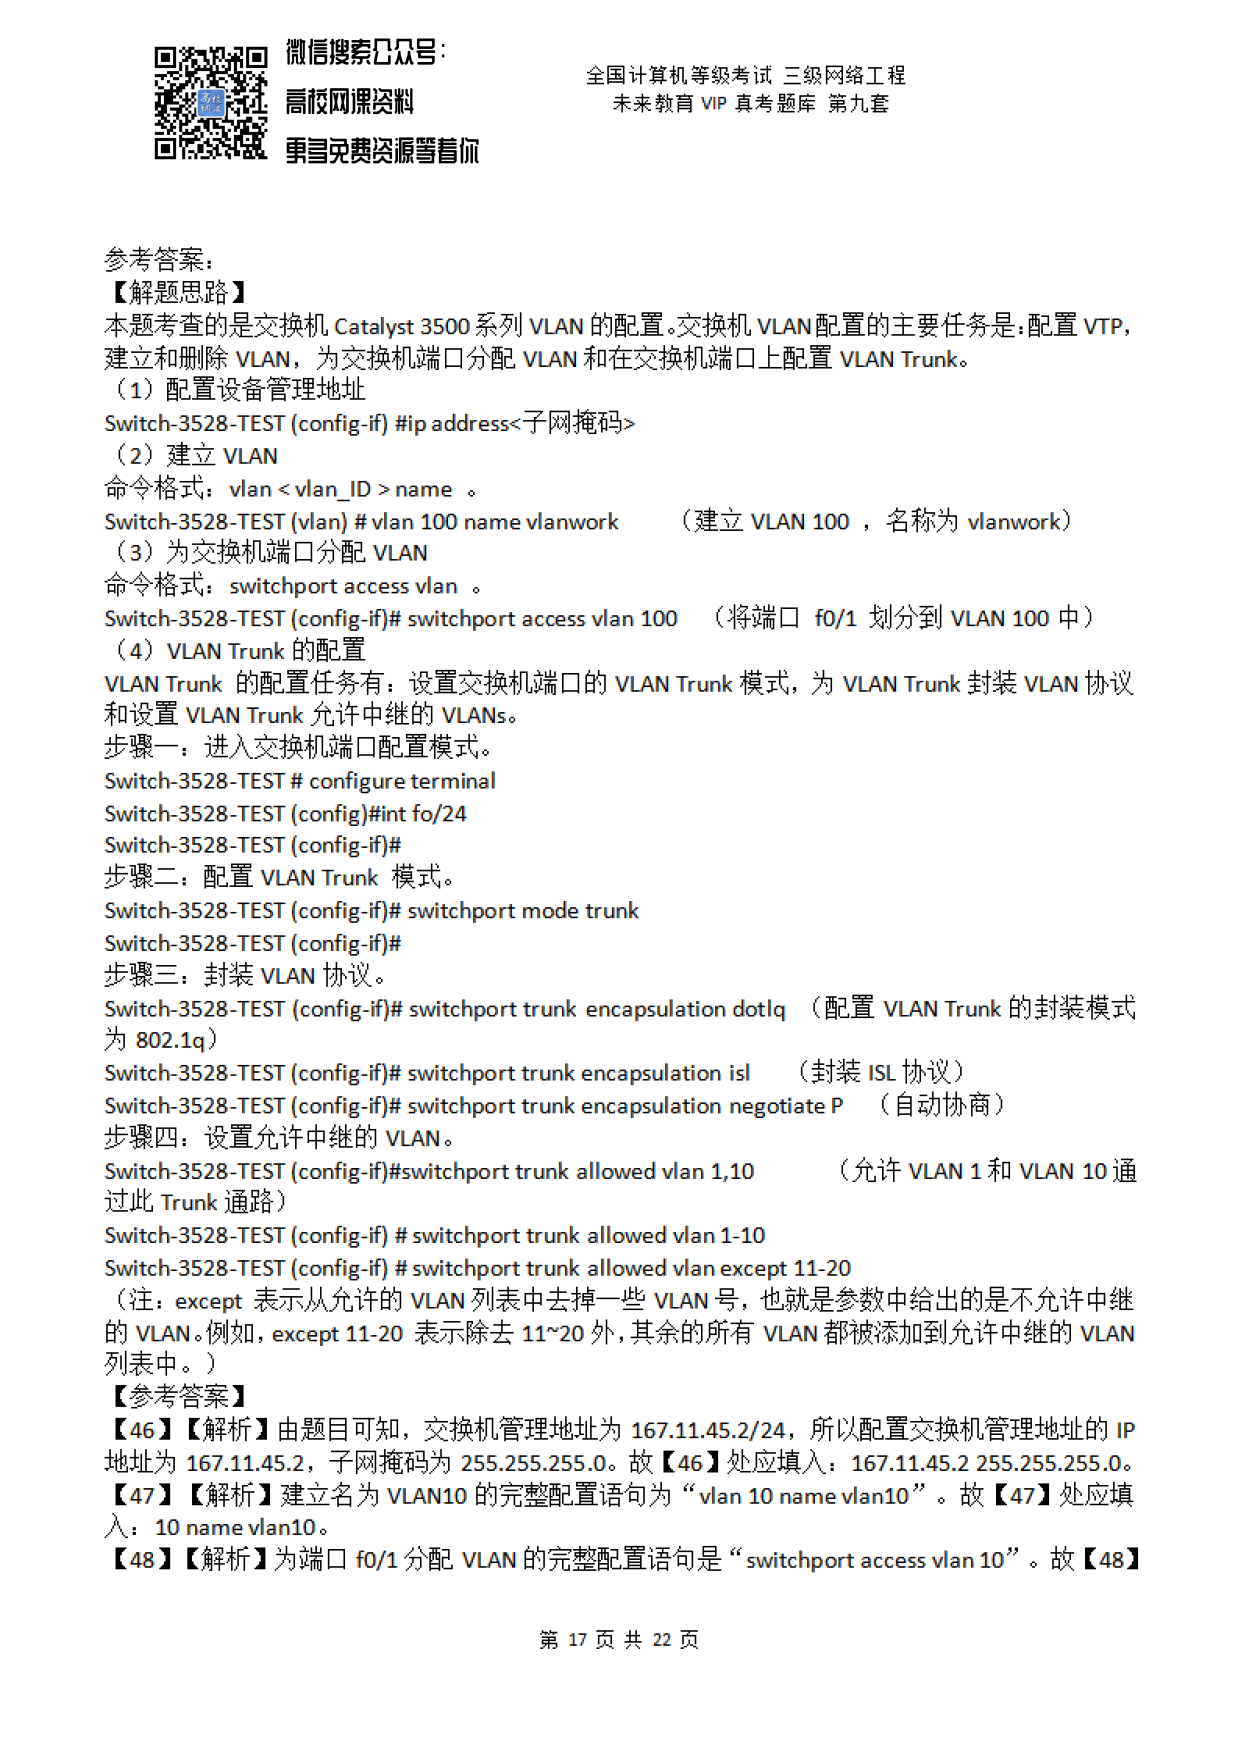 微信搜索公众号：
高校网课资料
更多免费资源等着你
全国计算机等级考试 三级网络工程
未来教育 VIP 真考题库 第九套
参考答案：
【解题思路】
本题考查的是交换机 Catalyst 3500 系列 VLAN 的配置。交换机 VLAN 配置的主要任务是：配置 VTP，
建立和删除 VLAN，为交换机端口分配 VLAN 和在交换机端口上配置 VLAN Trunk。
（1）配置设备管理地址
Switch-3528-TEST (config-if) #ip address<子网掩码>
（2）建立 VLAN
命令格式：vlan < vlan_ID > name 。
Switch-3528-TEST (vlan) # vlan 100 name vlanwork （建立 VLAN 100 ，名称为 vlanwork）
（3）为交换机端口分配 VLAN
命令格式：switchport access vlan 。
Switch-3528-TEST (config-if)# switchport access vlan 100 （将端口 f0/1 划分到 VLAN 100 中）
（4）VLAN Trunk 的配置
VLAN Trunk 的配置任务有：设置交换机端口的 VLAN Trunk 模式，为 VLAN Trunk 封装 VLAN 协议
和设置 VLAN Trunk 允许中继的 VLANs。
步骤一：进入交换机端口配置模式。
Switch-3528-TEST # configure terminal
Switch-3528-TEST (config)#int fo/24
Switch-3528-TEST (config-if)#
步骤二：配置 VLAN Trunk 模式。
Switch-3528-TEST (config-if)# switchport mode trunk
Switch-3528-TEST (config-if)#
步骤三：封装 VLAN 协议。
Switch-3528-TEST (config-if)# switchport trunk encapsulation dotlq （配置 VLAN Trunk 的封装模式
为 802.1q）
Switch-3528-TEST (config-if)# switchport trunk encapsulation isl （封装 ISL 协议）
Switch-3528-TEST (config-if)# switchport trunk encapsulation negotiate P （自动协商）
步骤四：设置允许中继的 VLAN。
Switch-3528-TEST (config-if)#switchport trunk allowed vlan 1,10 （允许 VLAN 1 和 VLAN 10 通
过此 Trunk 通路）
Switch-3528-TEST (config-if) # switchport trunk allowed vlan 1-10
Switch-3528-TEST (config-if) # switchport trunk allowed vlan except 11-20
（注：except 表示从允许的 VLAN 列表中去掉一些 VLAN 号，也就是参数中给出的是不允许中继
的 VLAN。例如，except 11-20 表示除去 11~20 外，其余的所有 VLAN 都被添加到允许中继的 VLAN
列表中。）
【参考答案】
【46】【解析】由题目可知，交换机管理地址为 167.11.45.2/24，所以配置交换机管理地址的 IP
地址为 167.11.45.2，子网掩码为 255.255.255.0。故【46】处应填入：167.11.45.2 255.255.255.0。
【47】【解析】建立名为 VLAN10 的完整配置语句为“vlan 10 name vlan10”。故【47】处应填
入：10 name vlan10。
【48】【解析】为端口 f0/1 分配 VLAN 的完整配置语句是“switchport access vlan 10”。故【48】
第 17 页 共 22 页